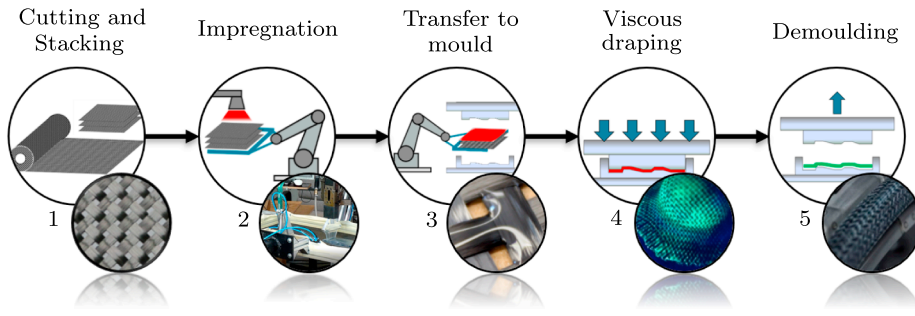 Cutting and
Stacking
Impregnation
Transfer to
mould
Viscous
draping
Demoulding
1
2
3
4
5